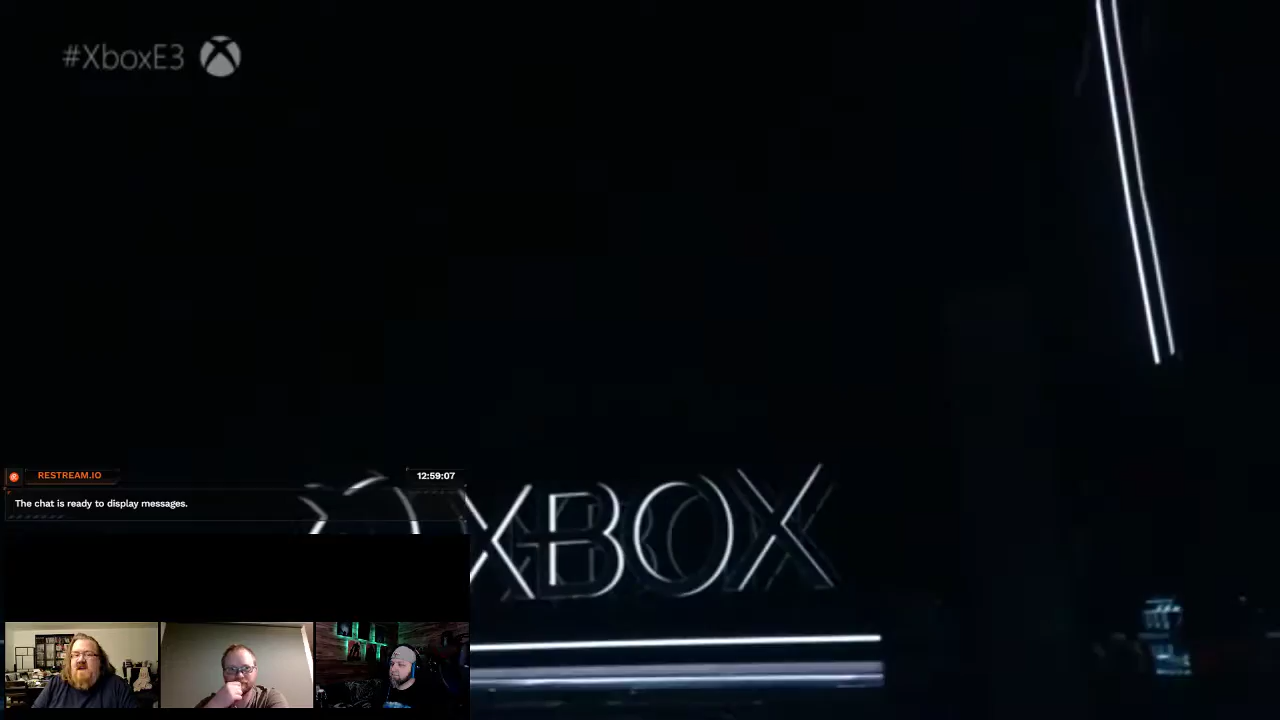 #XboxE3
RESTREAM.IO
12:59:07
The chat is ready to display messages.
XBOX